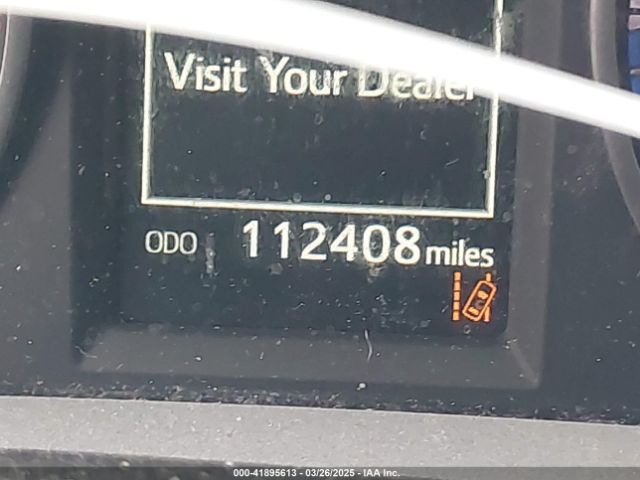 Visit Your Dealer
ODO 112408 miles
000-41895613 - 03/26/2025 - IAA Inc.